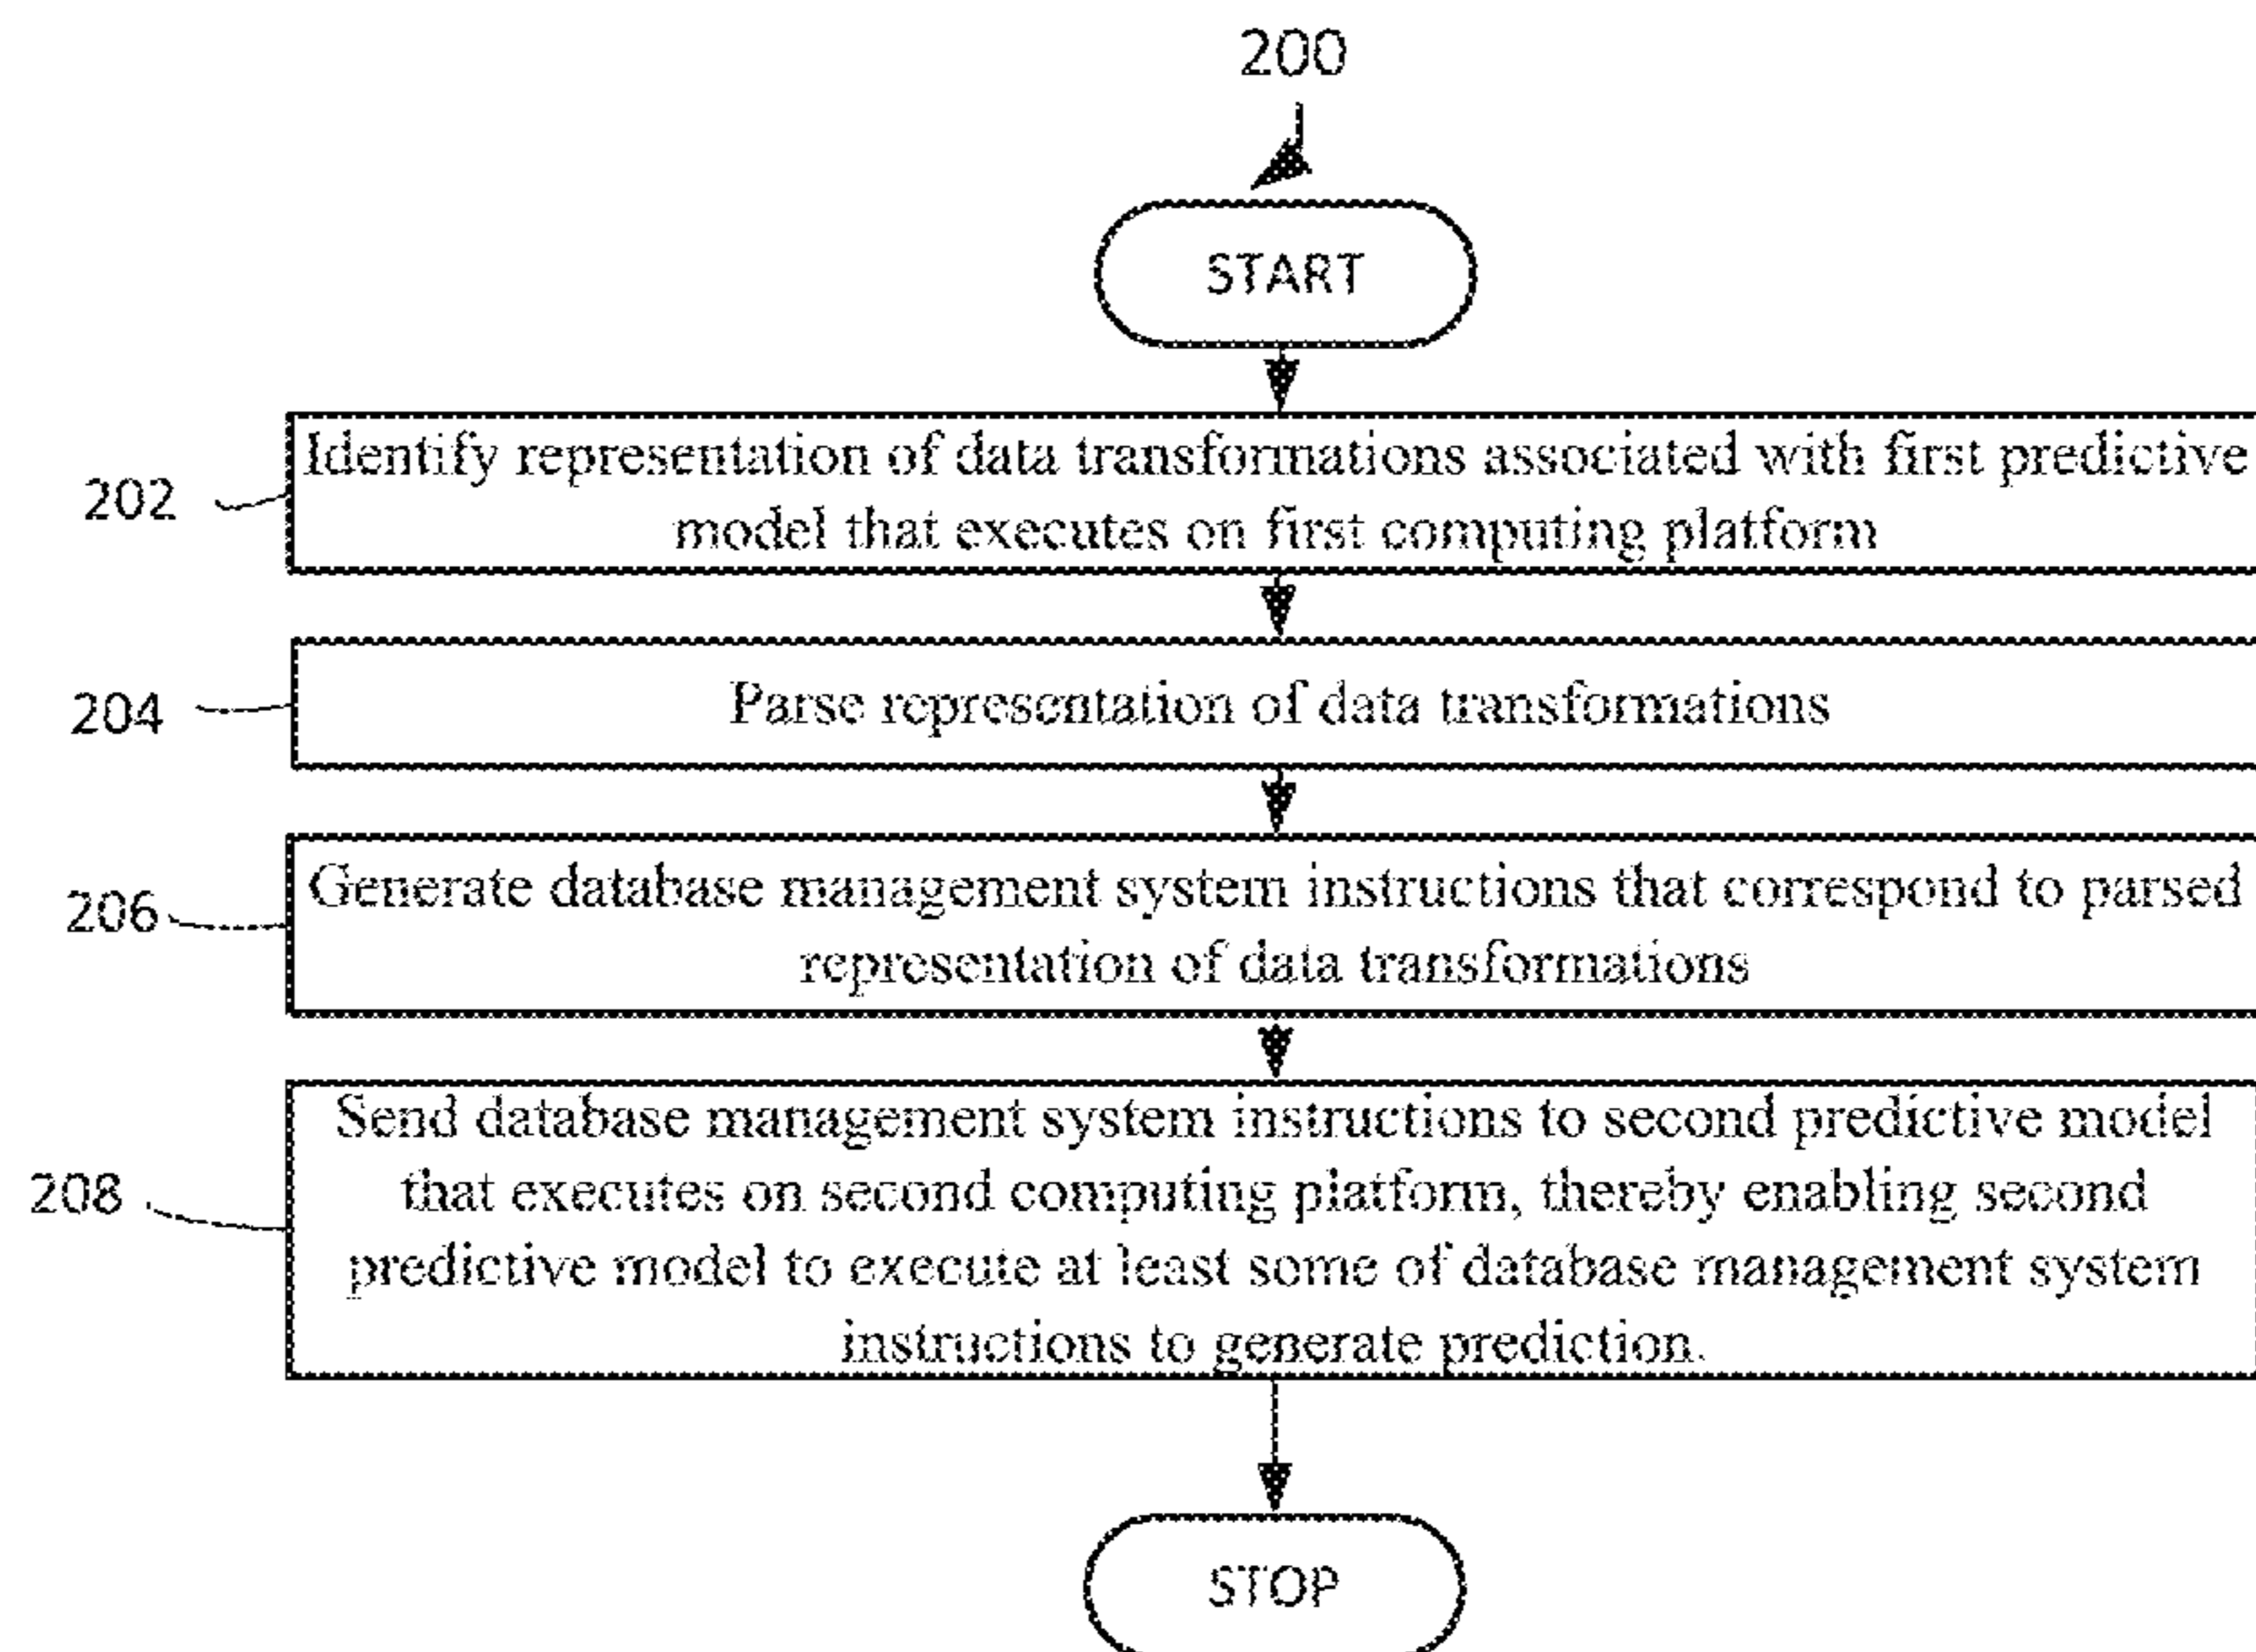 200
START
202
Identify representation of data transformations associated with first predictive
model that executes on first computing platform
204
Parse representation of data transformations
206
Generate database management system instructions that correspond to parsed
representation of data transformations
208
Send database management system instructions to second predictive model
that executes on second computing platform, thereby enabling second
predictive model to execute at least some of database management system
instructions to generate prediction.
STOP